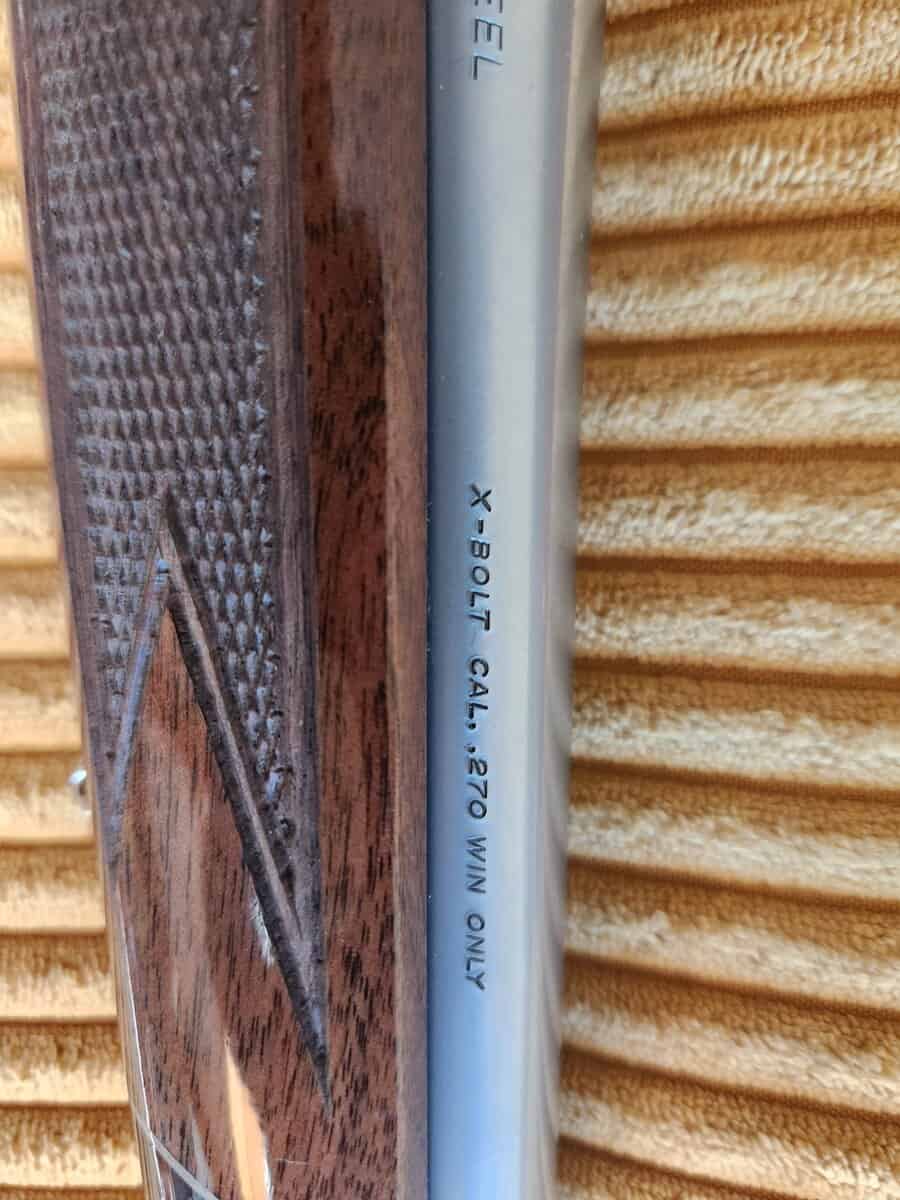 EEL
X-BOLT CAL. .270 WIN ONLY